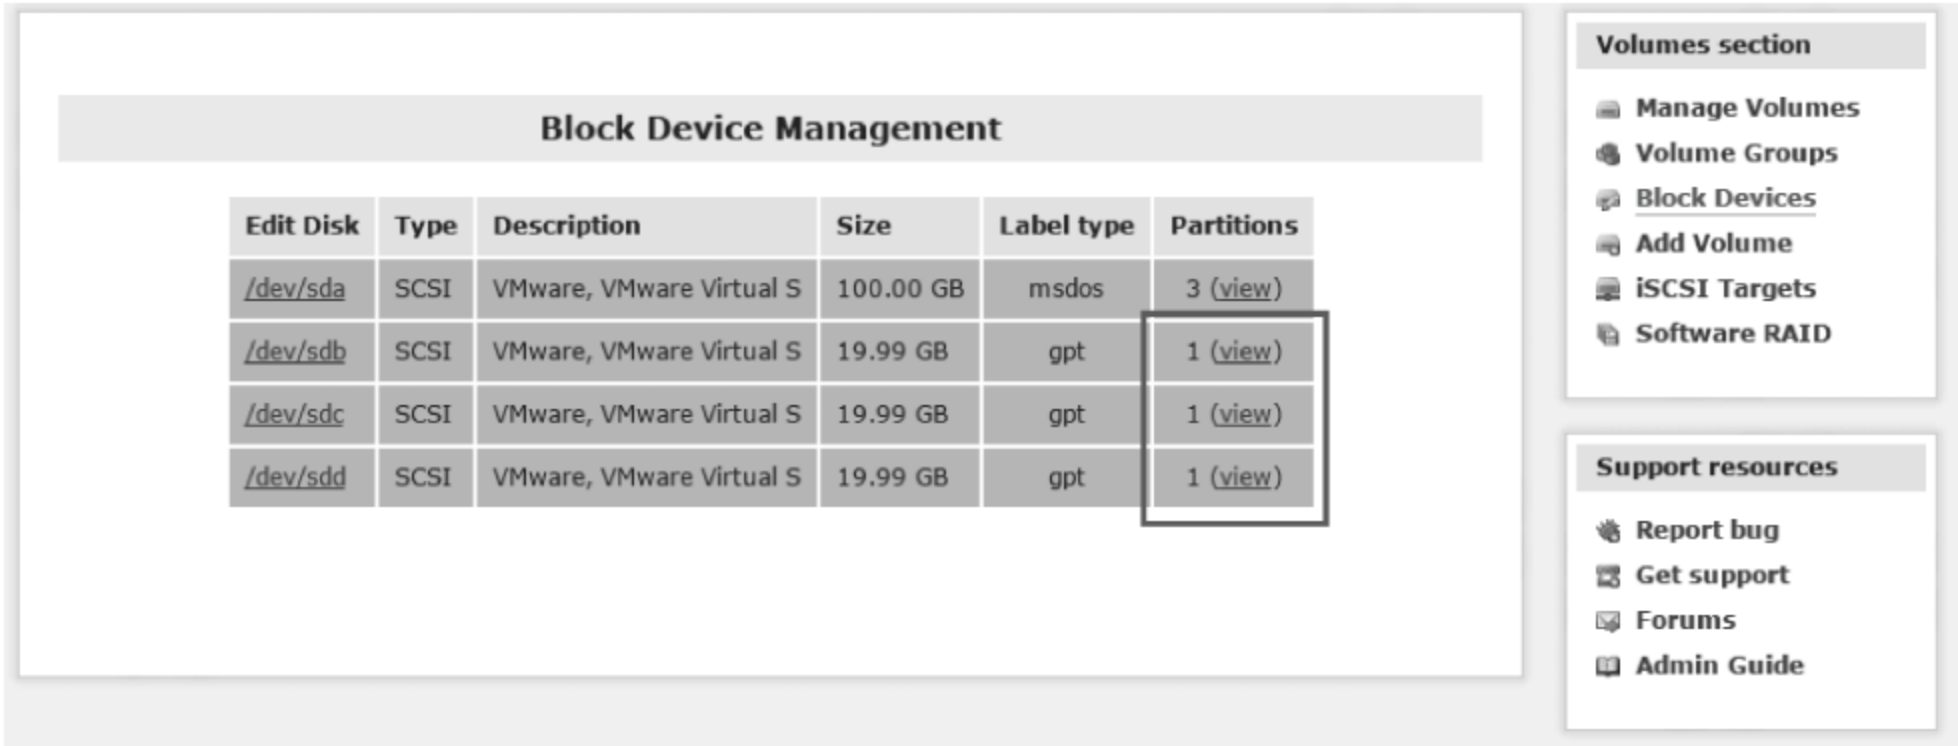 Block Device Management
Edit Disk Type Description Size Label type Partitions
/dev/sda SCSI VMware, VMware Virtual S 100.00 GB msdos 3 (view)
/dev/sdb SCSI VMware, VMware Virtual S 19.99 GB gpt 1 (view)
/dev/sdc SCSI VMware, VMware Virtual S 19.99 GB gpt 1 (view)
/dev/sdd SCSI VMware, VMware Virtual S 19.99 GB gpt 1 (view)
Volumes section
Manage Volumes
Volume Groups
Block Devices
Add Volume
iSCSI Targets
Software RAID
Support resources
Report bug
Get support
Forums
Admin Guide